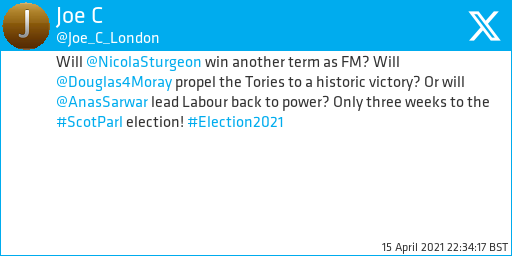 J
Joe C
@Joe_C_London
Will @NicolaSturgeon win another term as FM? Will
@Douglas4Moray propel the Tories to a historic victory? Or will
@AnasSarwar lead Labour back to power? Only three weeks to the
#ScotParl election! #Election2021
15 April 2021 22:34:17 BST